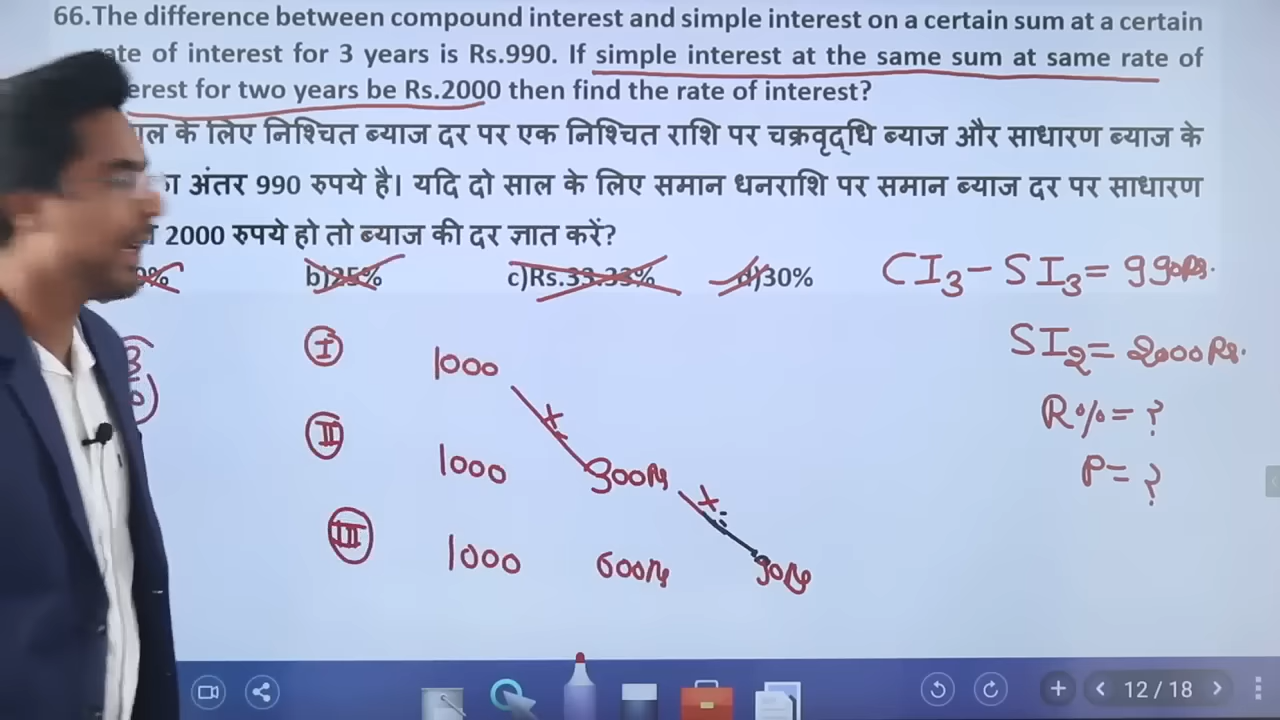 66.The difference between compound interest and simple interest on a certain sum at a certain
te of interest for 3 years is Rs.990. If simple interest at the same sum at same rate of
erest for two years be Rs.2000 then find the rate of interest?
ल के लिए निश्चित ब्याज दर पर एक निश्चित राशि पर चक्रवृद्धि ब्याज और साधारण ब्याज के
अंतर 990 रुपये है। यदि दो साल के लिए समान धनराशि पर समान ब्याज दर पर साधारण
2000 रुपये हो तो ब्याज की दर ज्ञात करें?
% b)25% c)Rs.33.33% d)30%
CI₃ - SI₃ = 990Rs.
SI₂ = 2000Rs.
R% = ?
P = ?
I 1000
II 1000 300Rs
III 1000 600Rs 90Rs
12 / 18